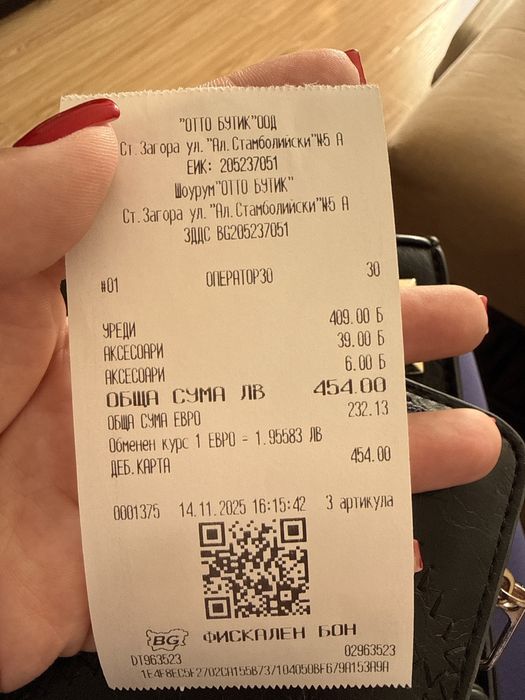 "ОТТО БУТИК"ООД
Ст.Загора ул."Ал.Стамболийски"№5 А
ЕИК: 205237051
Шоурум"ОТТО БУТИК"
Ст.Загора ул."Ал.Стамболийски"№5 А
ЗДДС BG205237051
#01 ОПЕРАТОР30 30
УРЕДИ 409.00 Б
АКСЕСОАРИ 39.00 Б
АКСЕСОАРИ 6.00 Б
ОБЩА СУМА ЛВ 454.00
ОБЩА СУМА ЕВРО 232.13
Обменен курс 1 ЕВРО = 1.95583 ЛВ
ДЕБ.КАРТА 454.00
0001375 14.11.2025 16:15:42 3 артикула
BG ФИСКАЛЕН БОН
DT963523 02963523
1E4F8EC5F2702CA155B737104050BF679A153A9A